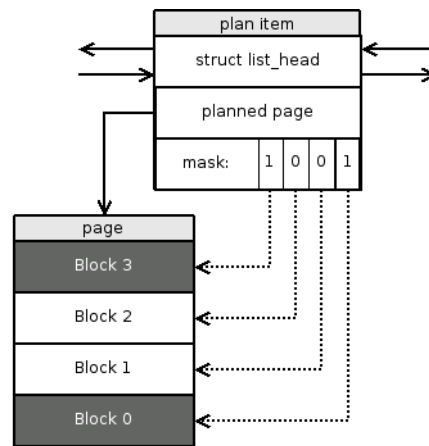 plan item
struct list_head
planned page
mask: 1 0 0 1
page
Block 3
Block 2
Block 1
Block 0